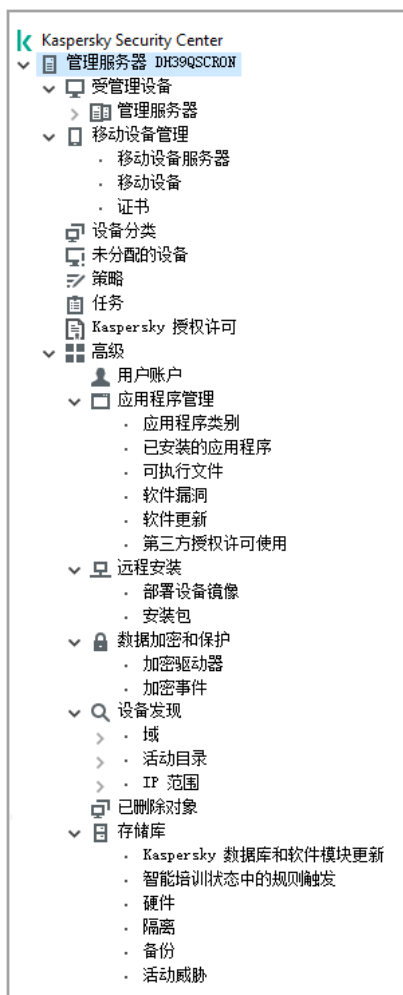 Kaspersky Security Center
管理服务器 DH39QSCRON
受管理设备
管理服务器
移动设备管理
移动设备服务器
移动设备
证书
设备分类
未分配的设备
策略
任务
Kaspersky 授权许可
高级
用户账户
应用程序管理
应用程序类别
已安装的应用程序
可执行文件
软件漏洞
软件更新
第三方授权许可使用
远程安装
部署设备镜像
安装包
数据加密和保护
加密驱动器
加密事件
设备发现
域
活动目录
IP 范围
已删除对象
存储库
Kaspersky 数据库和软件模块更新
智能培训状态中的规则触发
硬件
隔离
备份
活动威胁